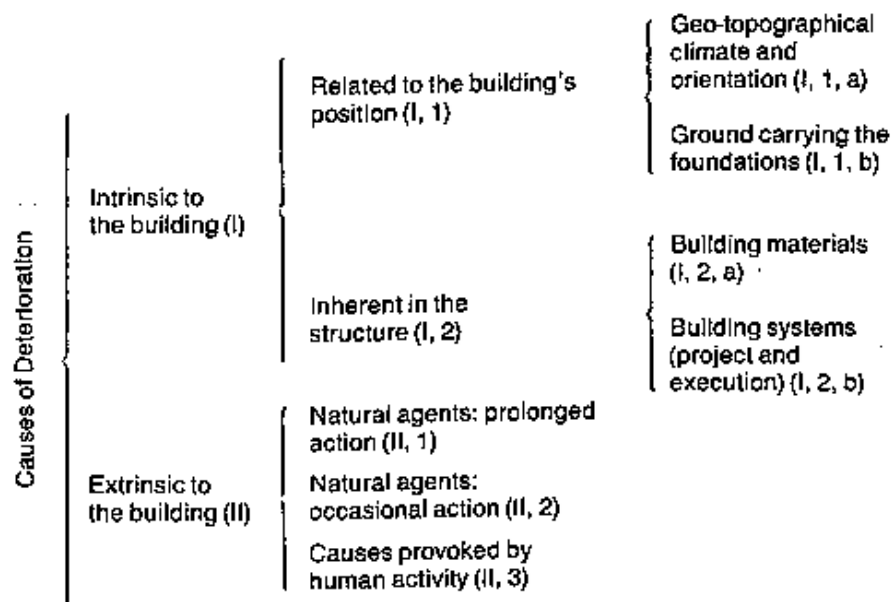 Causes of Deterioration
Intrinsic to
the building (I)
Related to the building's
position (I, 1)
Geo-topographical
climate and
orientation (I, 1, a)
Ground carrying the
foundations (I, 1, b)
Inherent in the
structure (I, 2)
Building materials
(I, 2, a)
Building systems
(project and
execution) (I, 2, b)
Extrinsic to
the building (II)
Natural agents: prolonged
action (II, 1)
Natural agents:
occasional action (II, 2)
Causes provoked by
human activity (II, 3)